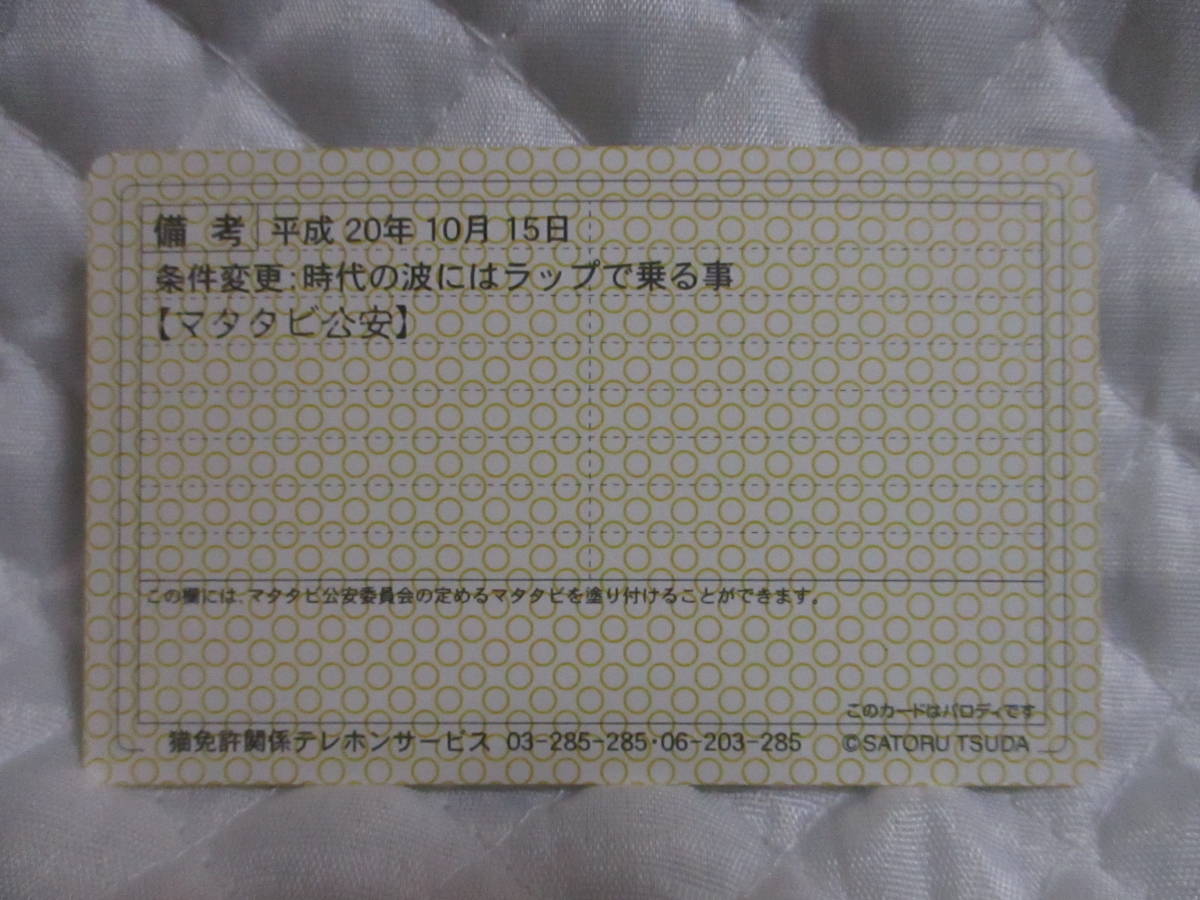 備考 平成 20年 10月 15日
条件変更:時代の波にはラップで乗る事
【マタタビ公安】
この欄には、マタタビ公安委員会の定めるマタタビを塗り付けることができます。
このカードはパロディです
猫免許関係テレホンサービス 03-285-285・06-203-285 ©SATORU TSUDA